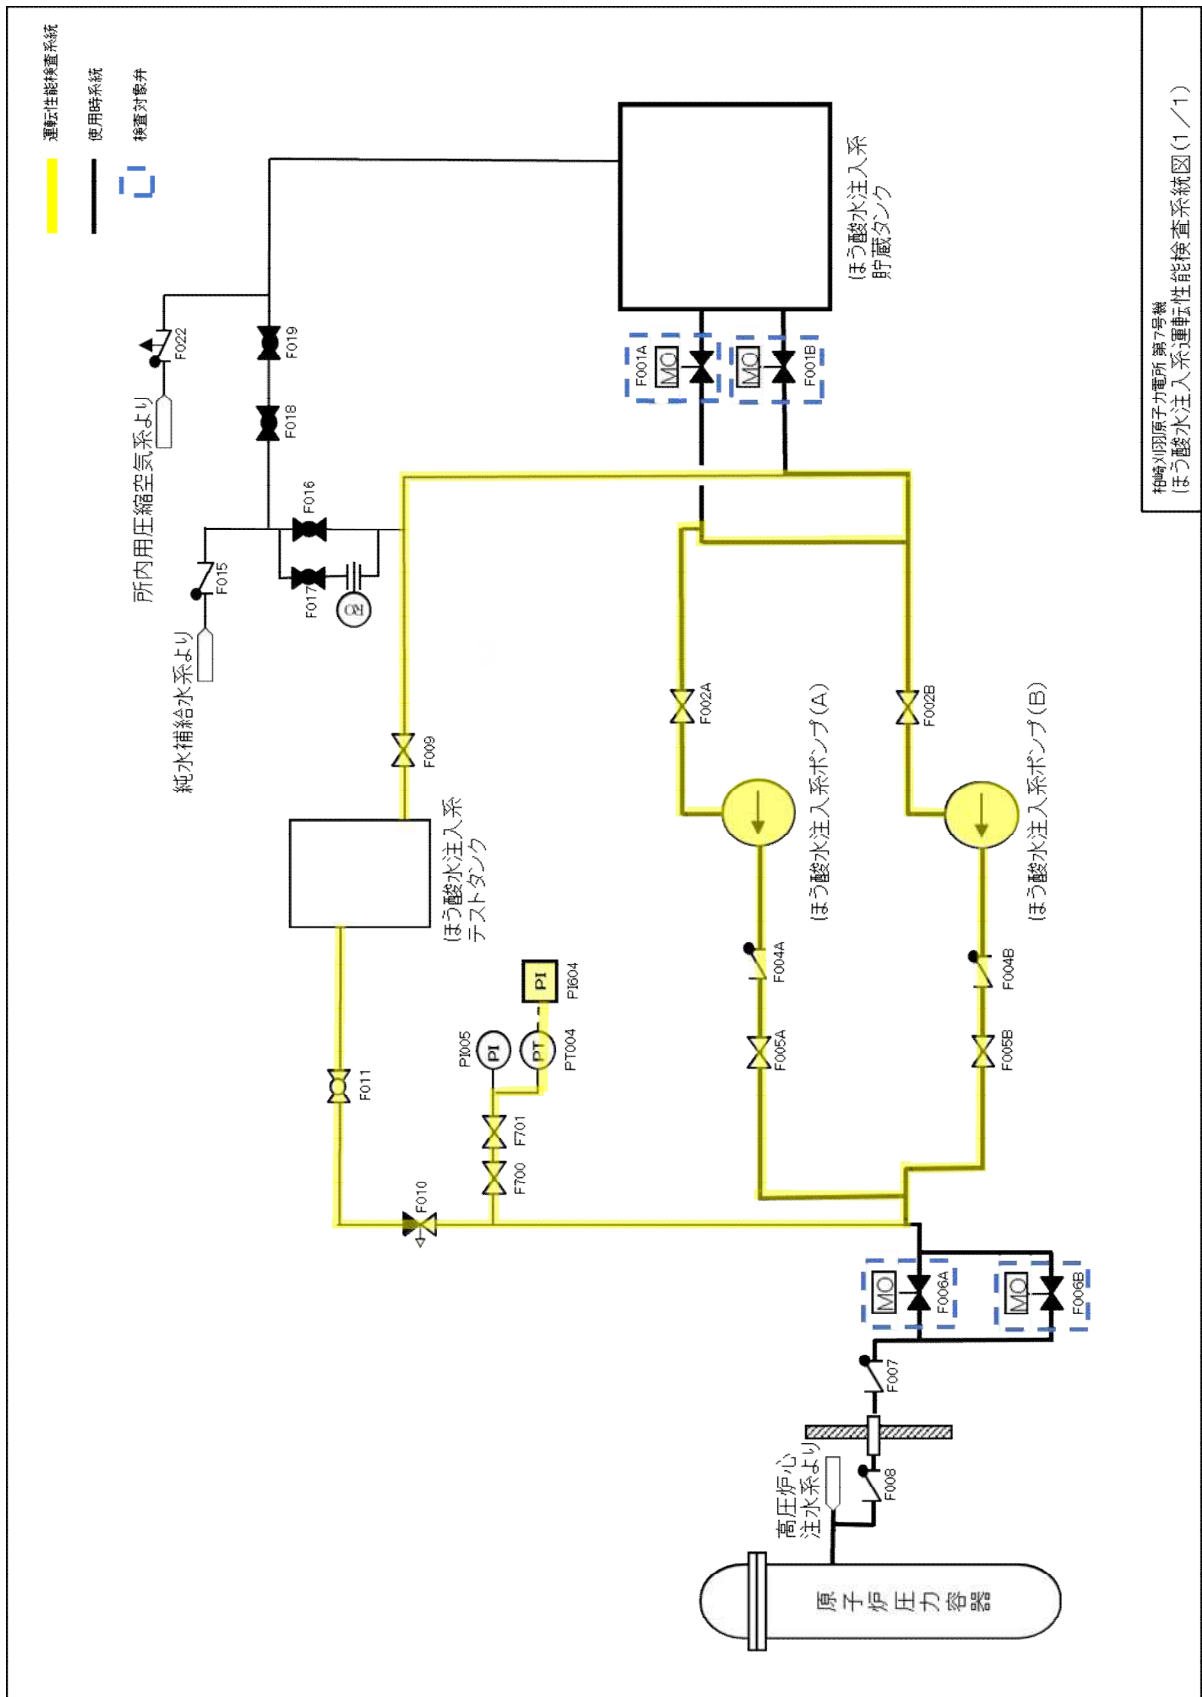 運転性能検査系統
使用時系統
検査対象弁
所内用圧縮空気系より
F022
純水補給水系より
F015
F019
F018
F016
F017
RO
ほう酸水注入系
貯蔵タンク
F001A
MO
F001B
MO
F009
ほう酸水注入系
テストタンク
F011
F010
F700
F701
PI005
PI
PT
PT004
PI
PI604
F002A
ほう酸水注入系ポンプ(A)
F004A
F005A
F002B
ほう酸水注入系ポンプ(B)
F004B
F005B
MO
F006A
MO
F006B
F007
F008
高圧炉心
注水系より
原子炉圧力容器
柏崎刈羽原子力発電所 第7号機
ほう酸水注入系運転性能検査系統図(1/1)